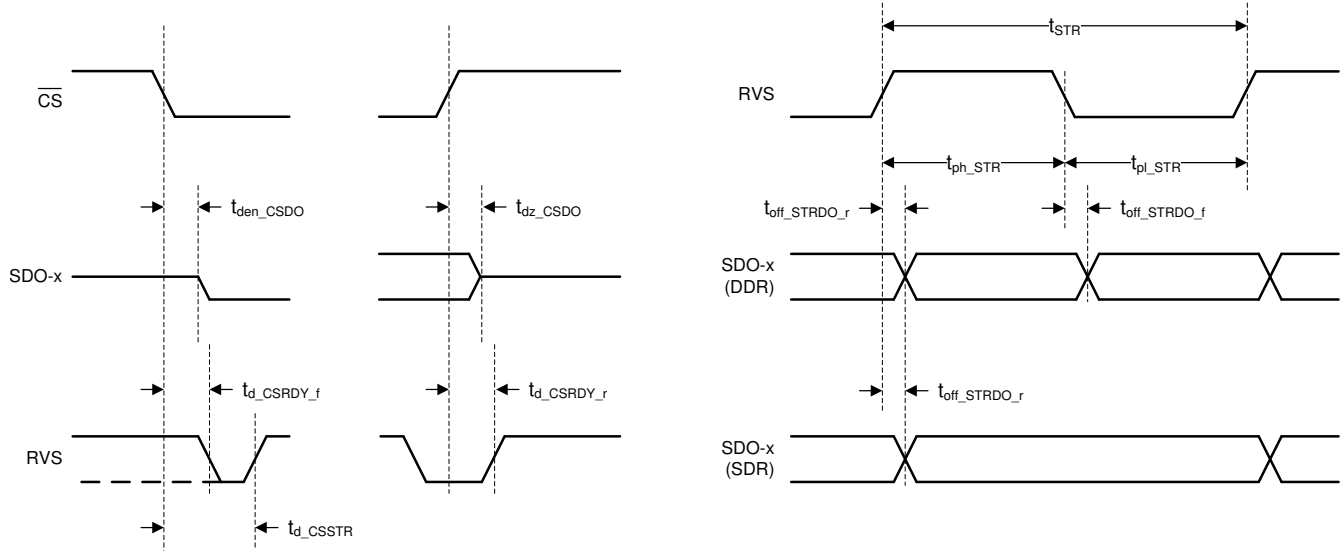 t_STR
CS
RVS
t_ph_STR
t_pl_STR
t_den_CSDO
t_dz_CSDO
t_off_STRDO_r
t_off_STRDO_f
SDO-x
SDO-x
(DDR)
t_d_CSRDY_f
t_d_CSRDY_r
t_off_STRDO_r
RVS
SDO-x
(SDR)
t_d_CSSTR